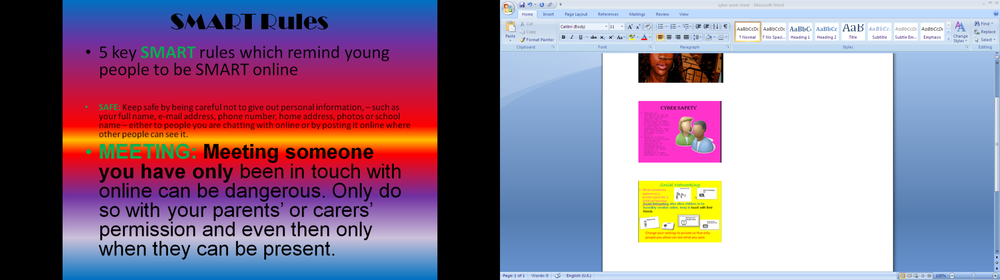 SMART Rules
• 5 key SMART rules which remind young
people to be SMART online
• SAFE: Keep safe by being careful not to give out personal information, – such as
your full name, e-mail address, phone number, home address, photos or school
name – either to people you are chatting with online or by posting it online where
other people can see it.
• MEETING: Meeting someone
you have only been in touch with
online can be dangerous. Only do
so with your parents’ or carers’
permission and even then only
when they can be present.
cyber work sheet - Microsoft Word
Home Insert Page Layout References Mailings Review View
Paste
Cut
Copy
Format Painter
Clipboard
Calibri (Body) 11
Font
Paragraph
AaBbCcDc AaBbCcDc AaBbC AaBbCc AaB AaBbCc. AaBbCcDc AaBbCcDc
¶ Normal ¶ No Spaci... Heading 1 Heading 2 Title Subtitle Subtle Em... Emphasis
Change
Styles
Styles
Find
Replace
Select
Editing
CYBER SAFETY
Social Networking
• What sometimes
appears as a
private space for a
child can become
Social Networking sites allow children to be
incredibly creative online, keep in touch with their
friends
Change your settings to private so that only
people you allow can see what you post.
Page: 1 of 1 Words: 0 English (U.K.) 100%